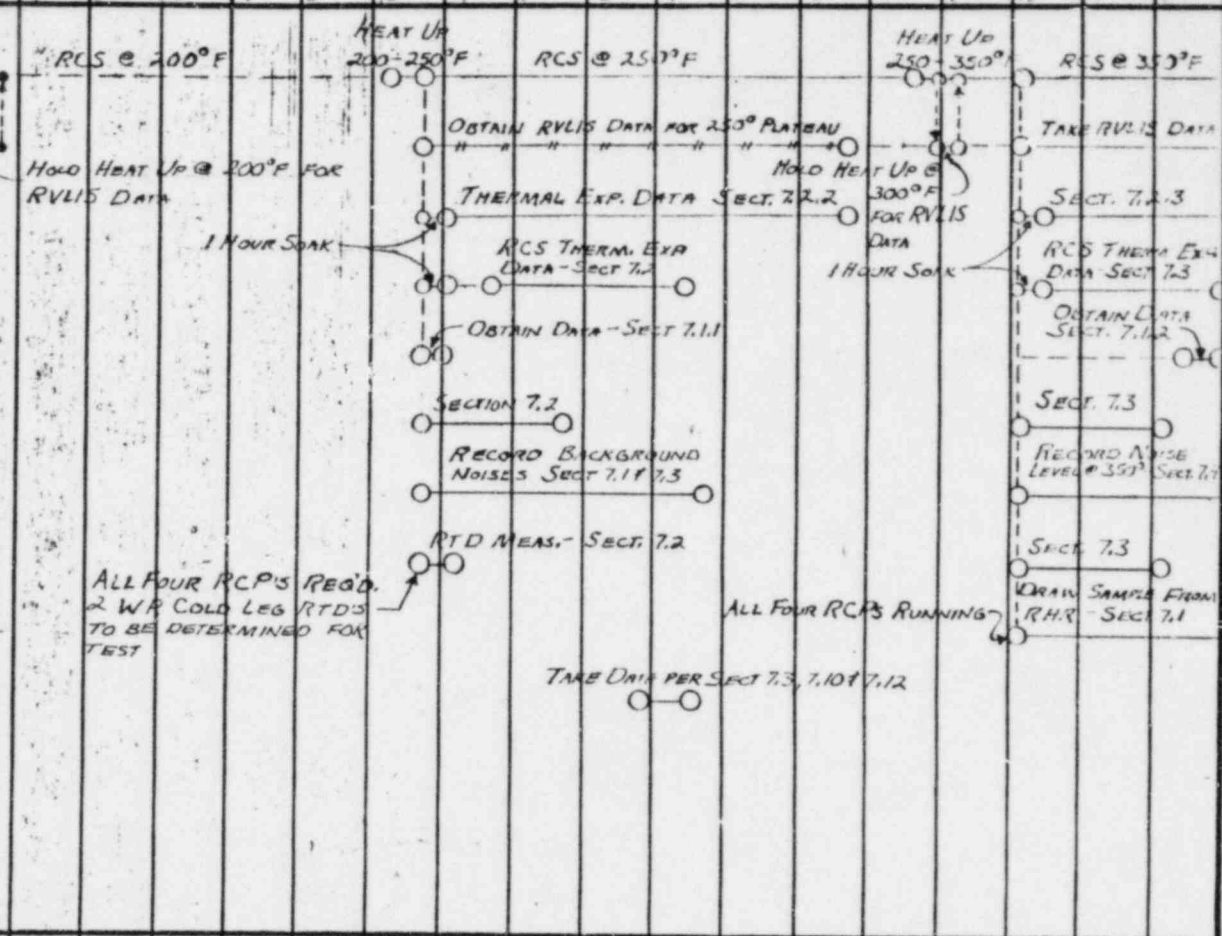 RCS @ 200°F
HEAT UP
200-250°F
RCS @ 250°F
HEAT UP
250-350°F
RCS @ 350°F
OBTAIN RVLIS DATA FOR 250° PLATEAU
TAKE RVLIS DATA
HOLD HEAT UP @ 200°F FOR
RVLIS DATA
HOLD HEAT UP @
300°F
FOR RVLIS
DATA
THERMAL EXP. DATA SECT. 7.2.2
SECT. 7.2.3
1 HOUR SOAK
RCS THERM. EXP
DATA-SECT 7.2
1 HOUR SOAK
RCS THERM EXP
DATA-SECT 7.3
OBTAIN DATA-SECT 7.1.1
OBTAIN DATA
SECT. 7.1.2
SECTION 7.2
SECT. 7.3
RECORD BACKGROUND
NOISES SECT 7.1 & 7.3
RECORD NOISE
LEVEL @ 350° SECT.
RTD MEAS.- SECT. 7.2
SECT 7.3
ALL FOUR RCP'S REQ'D.
2 WR COLD LEG RTD'S
TO BE DETERMINED FOR
TEST
ALL FOUR RCP'S RUNNING
DRAW SAMPLE FROM
RHR - SECT 7.1
TAKE DATA PER SECT 7.3, 7.10 & 7.12